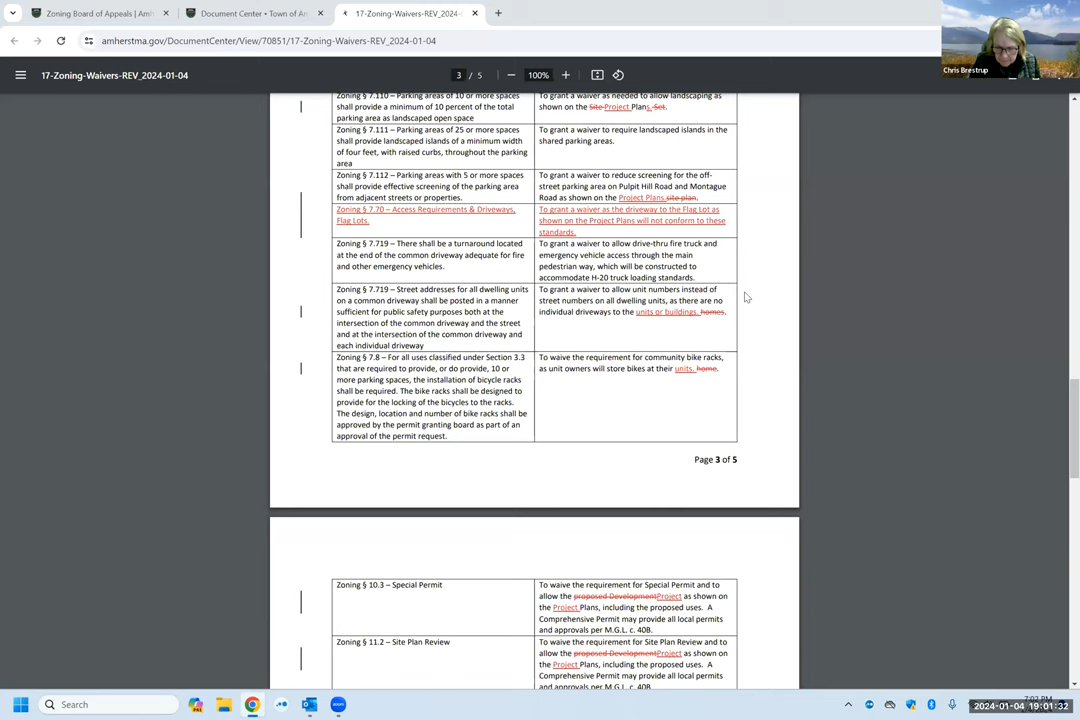 Zoning Board of Appeals | Amh
Document Center • Town of Am
17-Zoning-Waivers-REV_2024-01-
amherstma.gov/DocumentCenter/View/70851/17-Zoning-Waivers-REV_2024-01-04
17-Zoning-Waivers-REV_2024-01-04
3 / 5
100%
Chris Brestrup
Zoning § 7.110 – Parking areas of 10 or more spaces
shall provide a minimum of 10 percent of the total
parking area as landscaped open space
To grant a waiver as needed to allow landscaping as
shown on the Site Project Plans. Set.
Zoning § 7.111 – Parking areas of 25 or more spaces
shall provide landscaped islands of a minimum width
of four feet, with raised curbs, throughout the parking
area
To grant a waiver to require landscaped islands in the
shared parking areas.
Zoning § 7.112 – Parking areas with 5 or more spaces
shall provide effective screening of the parking area
from adjacent streets or properties.
To grant a waiver to reduce screening for the off-
street parking area on Pulpit Hill Road and Montague
Road as shown on the Project Plans.site plan.
Zoning § 7.70 – Access Requirements & Driveways,
Flag Lots.
To grant a waiver as the driveway to the Flag Lot as
shown on the Project Plans will not conform to these
standards.
Zoning § 7.719 – There shall be a turnaround located
at the end of the common driveway adequate for fire
and other emergency vehicles.
To grant a waiver to allow drive-thru fire truck and
emergency vehicle access through the main
pedestrian way, which will be constructed to
accommodate H-20 truck loading standards.
Zoning § 7.719 – Street addresses for all dwelling units
on a common driveway shall be posted in a manner
sufficient for public safety purposes both at the
intersection of the common driveway and the street
and at the intersection of the common driveway and
each individual driveway
To grant a waiver to allow unit numbers instead of
street numbers on all dwelling units, as there are no
individual driveways to the units or buildings. homes.
Zoning § 7.8 – For all uses classified under Section 3.3
that are required to provide, or do provide, 10 or
more parking spaces, the installation of bicycle racks
shall be required. The bike racks shall be designed to
provide for the locking of the bicycles to the racks.
The design, location and number of bike racks shall be
approved by the permit granting board as part of an
approval of the permit request.
To waive the requirement for community bike racks,
as unit owners will store bikes at their units. home.
Page 3 of 5
Zoning § 10.3 – Special Permit
To waive the requirement for Special Permit and to
allow the proposed DevelopmentProject as shown on
the Project Plans, including the proposed uses. A
Comprehensive Permit may provide all local permits
and approvals per M.G.L. c. 40B.
Zoning § 11.2 – Site Plan Review
To waive the requirement for Site Plan Review and to
allow the proposed DevelopmentProject as shown on
the Project Plans, including the proposed uses. A
Comprehensive Permit may provide all local permits
and approvals per M.G.L. c. 40B.
Search
2024-01-04 19:01:32